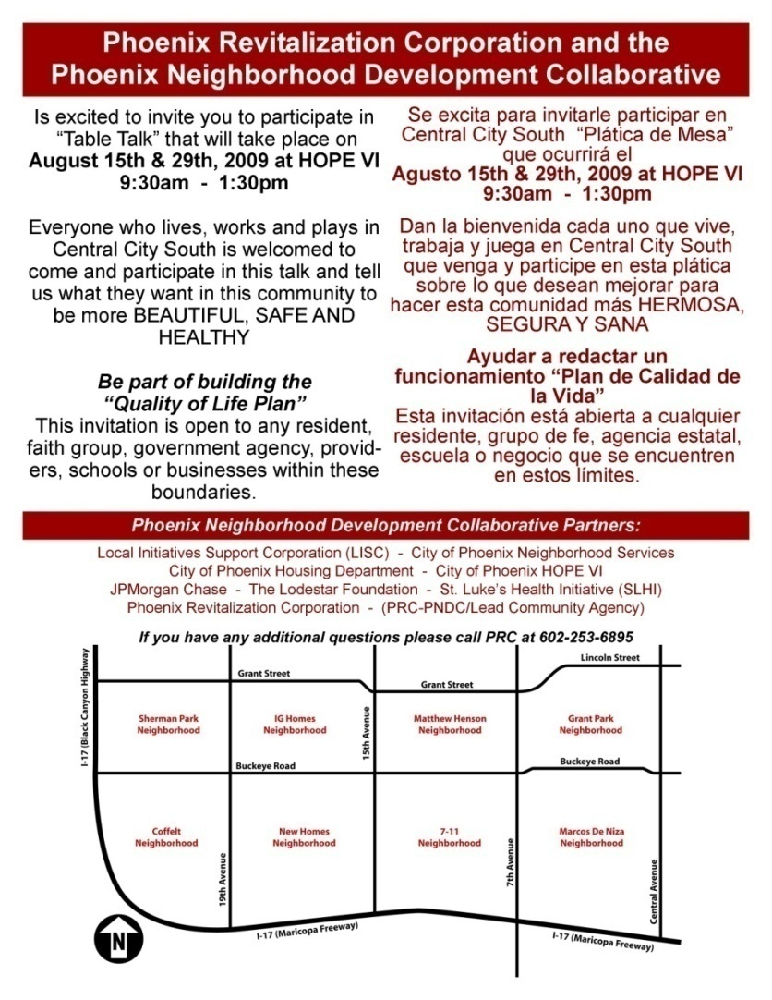 Phoenix Revitalization Corporation and the
Phoenix Neighborhood Development Collaborative
Is excited to invite you to participate in
“Table Talk” that will take place on
August 15th & 29th, 2009 at HOPE VI
9:30am - 1:30pm
Everyone who lives, works and plays in
Central City South is welcomed to
come and participate in this talk and tell
us what they want in this community to
be more BEAUTIFUL, SAFE AND
HEALTHY
Be part of building the
“Quality of Life Plan”
This invitation is open to any resident,
faith group, government agency, provid-
ers, schools or businesses within these
boundaries.
Se excita para invitarle participar en
Central City South “Plática de Mesa”
que ocurrirá el
Agusto 15th & 29th, 2009 at HOPE VI
9:30am - 1:30pm
Dan la bienvenida cada uno que vive,
trabaja y juega en Central City South
que venga y participe en esta plática
sobre lo que desean mejorar para
hacer esta comunidad más HERMOSA,
SEGURA Y SANA
Ayudar a redactar un
funcionamiento “Plan de Calidad de
la Vida”
Esta invitación está abierta a cualquier
residente, grupo de fe, agencia estatal,
escuela o negocio que se encuentren
en estos límites.
Phoenix Neighborhood Development Collaborative Partners:
Local Initiatives Support Corporation (LISC) - City of Phoenix Neighborhood Services
City of Phoenix Housing Department - City of Phoenix HOPE VI
JPMorgan Chase - The Lodestar Foundation - St. Luke’s Health Initiative (SLHI)
Phoenix Revitalization Corporation - (PRC-PNDC/Lead Community Agency)
If you have any additional questions please call PRC at 602-253-6895
I-17 (Black Canyon Highway
Grant Street
Grant Street
Lincoln Street
Sherman Park
Neighborhood
IG Homes
Neighborhood
15th Avenue
Matthew Henson
Neighborhood
Grant Park
Neighborhood
Buckeye Road
Buckeye Road
Coffelt
Neighborhood
New Homes
Neighborhood
7-11
Neighborhood
Marcos De Niza
Neighborhood
19th Avenue
7th Avenue
Central Avenue
N
I-17 (Maricopa Freeway)
I-17 (Maricopa Freeway)